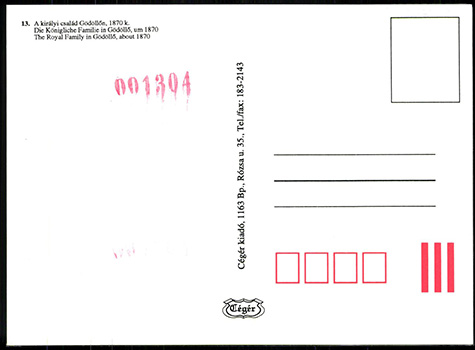 13. A királyi család Gödöllőn, 1870 k.
Die Königliche Familie in Gödöllő, um 1870
The Royal Family in Gödöllő, about 1870
001304
Cégér kiadó, 1163 Bp., Rózsa u. 35., Tel./fax: 183-2143
Cégér